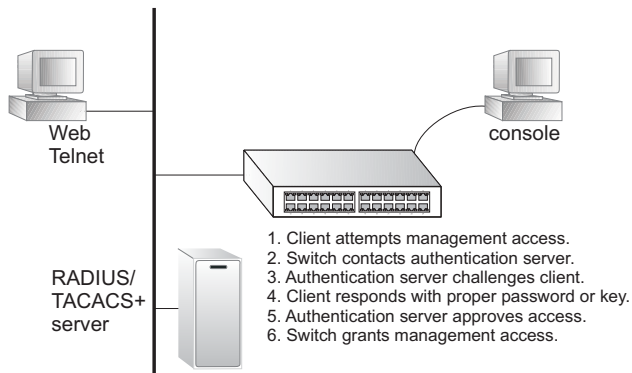 Web
Telnet
console
RADIUS/
TACACS+
server
1. Client attempts management access.
2. Switch contacts authentication server.
3. Authentication server challenges client.
4. Client responds with proper password or key.
5. Authentication server approves access.
6. Switch grants management access.